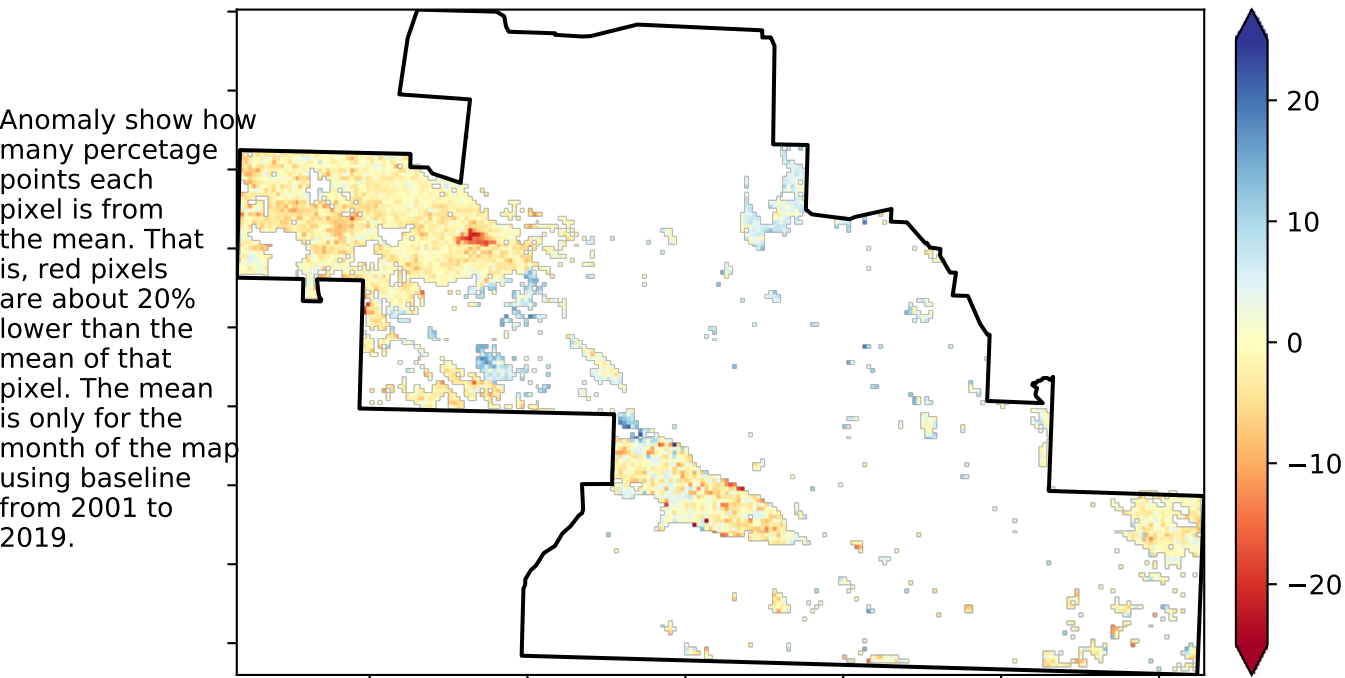 Anomaly show how
many percetage
points each
pixel is from
the mean. That
is, red pixels
are about 20%
lower than the
mean of that
pixel. The mean
is only for the
month of the map
using baseline
from 2001 to
2019.
20
10
0
−10
−20